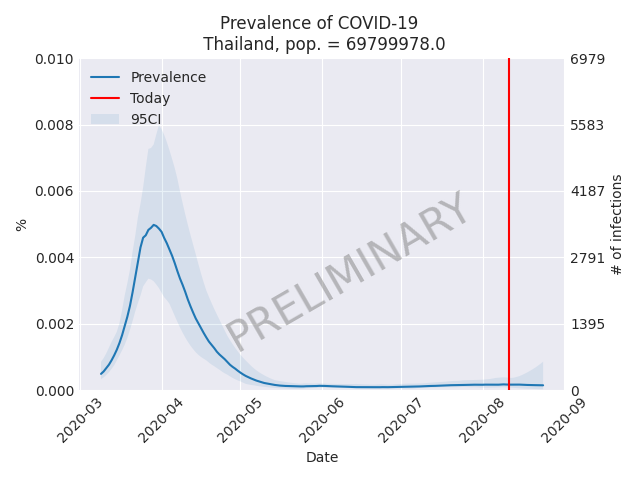 Prevalence of COVID-19
Thailand, pop. = 69799978.0
0.010
0.008
0.006
0.004
0.002
0.000
%
Prevalence
Today
95CI
PRELIMINARY
6979
5583
4187
2791
1395
0
# of infections
2020-03
2020-04
2020-05
2020-06
2020-07
2020-08
2020-09
Date